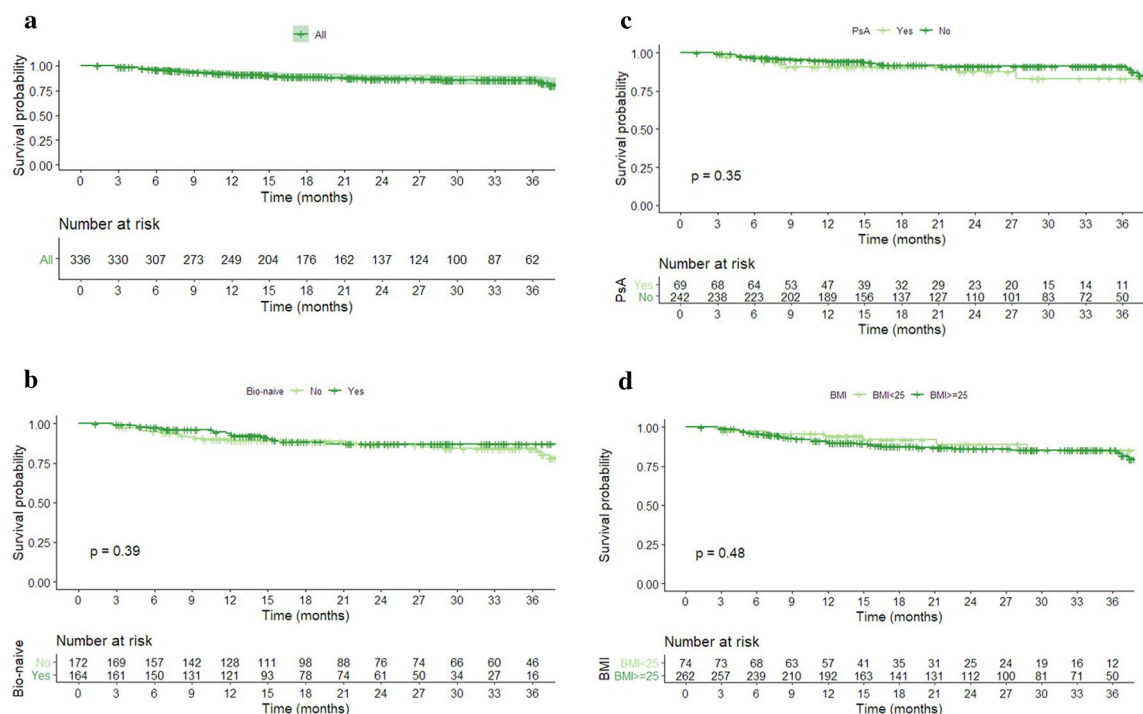 a
All
1.00
0.75
0.50
0.25
0.00
Survival probability
0 3 6 9 12 15 18 21 24 27 30 33 36
Time (months)
Number at risk
All 336 330 307 273 249 204 176 162 137 124 100 87 62
0 3 6 9 12 15 18 21 24 27 30 33 36
b
Bio-naive No Yes
1.00
0.75
0.50
0.25
0.00
Survival probability
p = 0.39
0 3 6 9 12 15 18 21 24 27 30 33 36
Time (months)
Number at risk
Bio-naive
No 172 169 157 142 128 111 98 88 76 74 66 60 46
Yes 164 161 150 131 121 93 78 74 61 50 34 27 16
0 3 6 9 12 15 18 21 24 27 30 33 36
Time (months)
c
PsA Yes No
1.00
0.75
0.50
0.25
0.00
Survival probability
p = 0.35
0 3 6 9 12 15 18 21 24 27 30 33 36
Time (months)
Number at risk
PsA
Yes 69 68 64 53 47 39 32 29 23 20 15 14 11
No 242 238 223 202 189 156 137 127 110 101 83 72 50
0 3 6 9 12 15 18 21 24 27 30 33 36
Time (months)
d
BMI BMI<25 BMI>=25
1.00
0.75
0.50
0.25
0.00
Survival probability
p = 0.48
0 3 6 9 12 15 18 21 24 27 30 33 36
Time (months)
Number at risk
BMI
BMI<25 74 73 68 63 57 41 35 31 25 24 19 16 12
BMI>=25 262 257 239 210 192 163 141 131 112 100 81 71 50
0 3 6 9 12 15 18 21 24 27 30 33 36
Time (months)